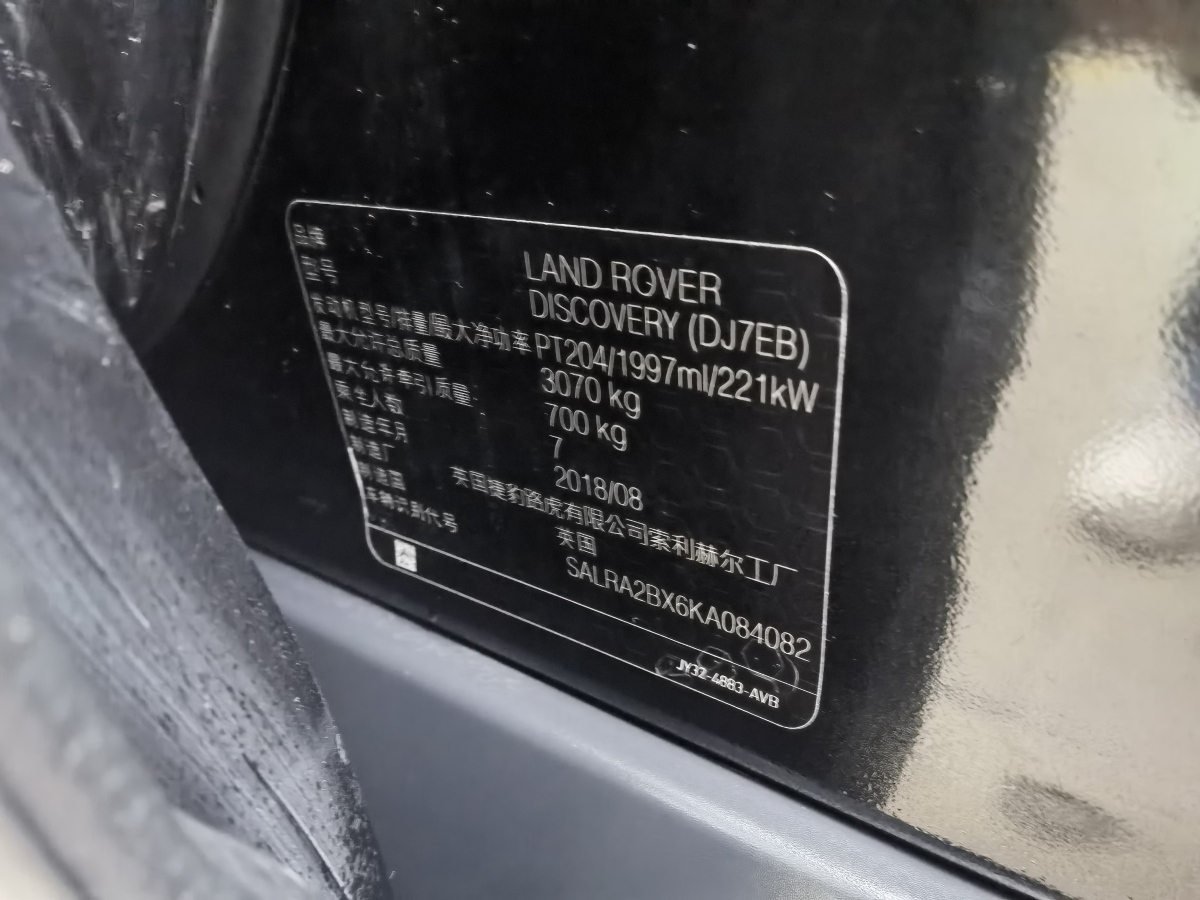 品牌 LAND ROVER
型号 DISCOVERY (DJ7EB)
发动机型号/排量/最大净功率 PT204/1997ml/221kW
最大允许总质量 3070 kg
最大允许牵引质量: 700 kg
乘坐人数 7
制造年月 2018/08
制造厂 英国捷豹路虎有限公司索利赫尔工厂
制造国 英国
车辆识别代号 SALRA2BX6KA084082
JY32-4883-AVB